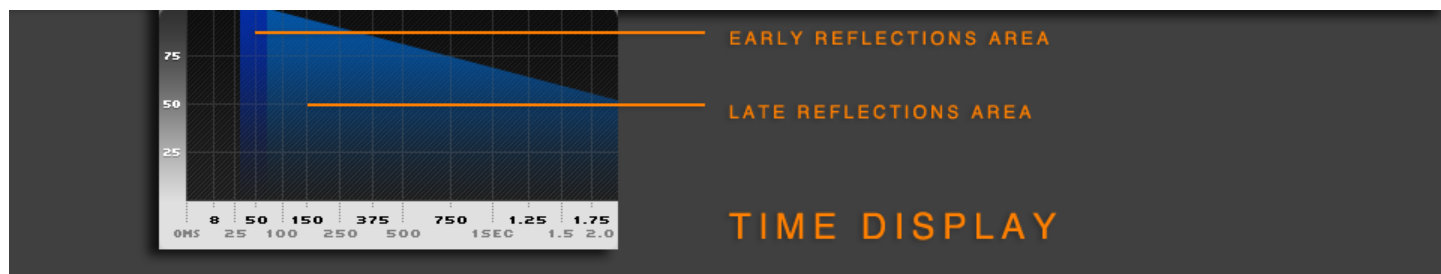 EARLY REFLECTIONS AREA
75
50
LATE REFLECTIONS AREA
25
8 50 150 375 750 1.25 1.75
0MS 25 100 250 500 1SEC 1.5 2.0
TIME DISPLAY